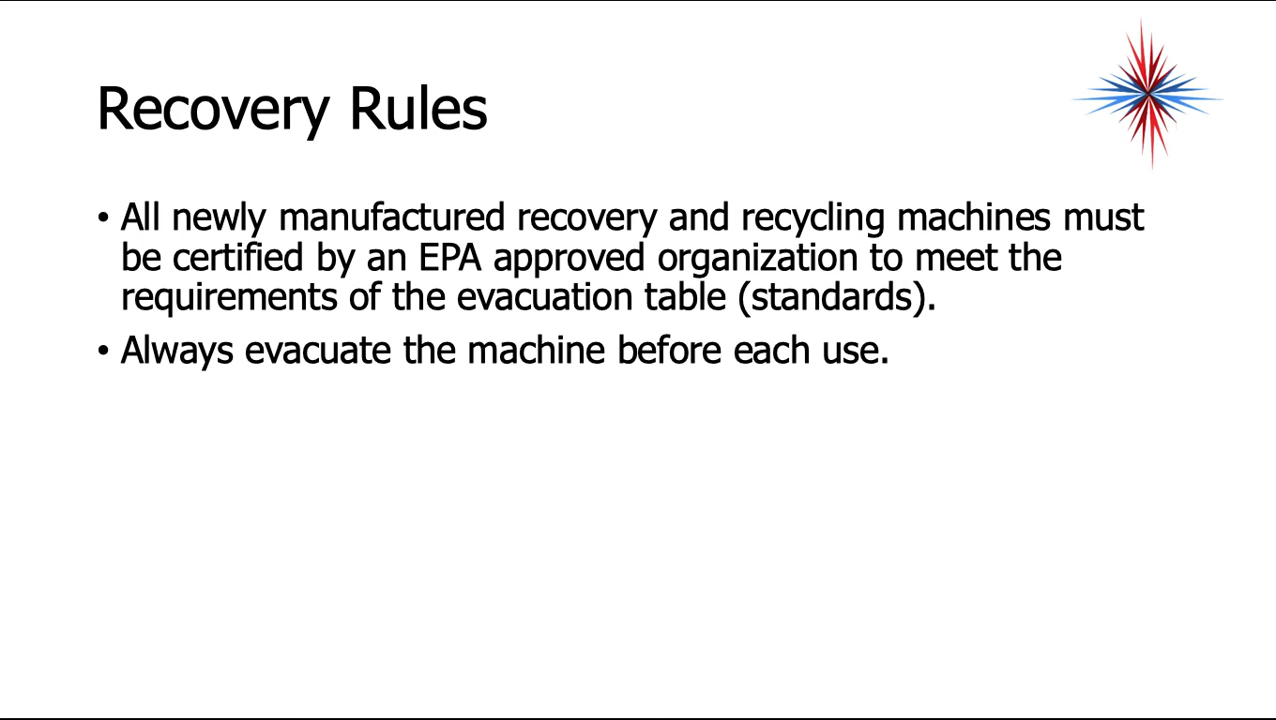 Recovery Rules
• All newly manufactured recovery and recycling machines must
be certified by an EPA approved organization to meet the
requirements of the evacuation table (standards).
• Always evacuate the machine before each use.